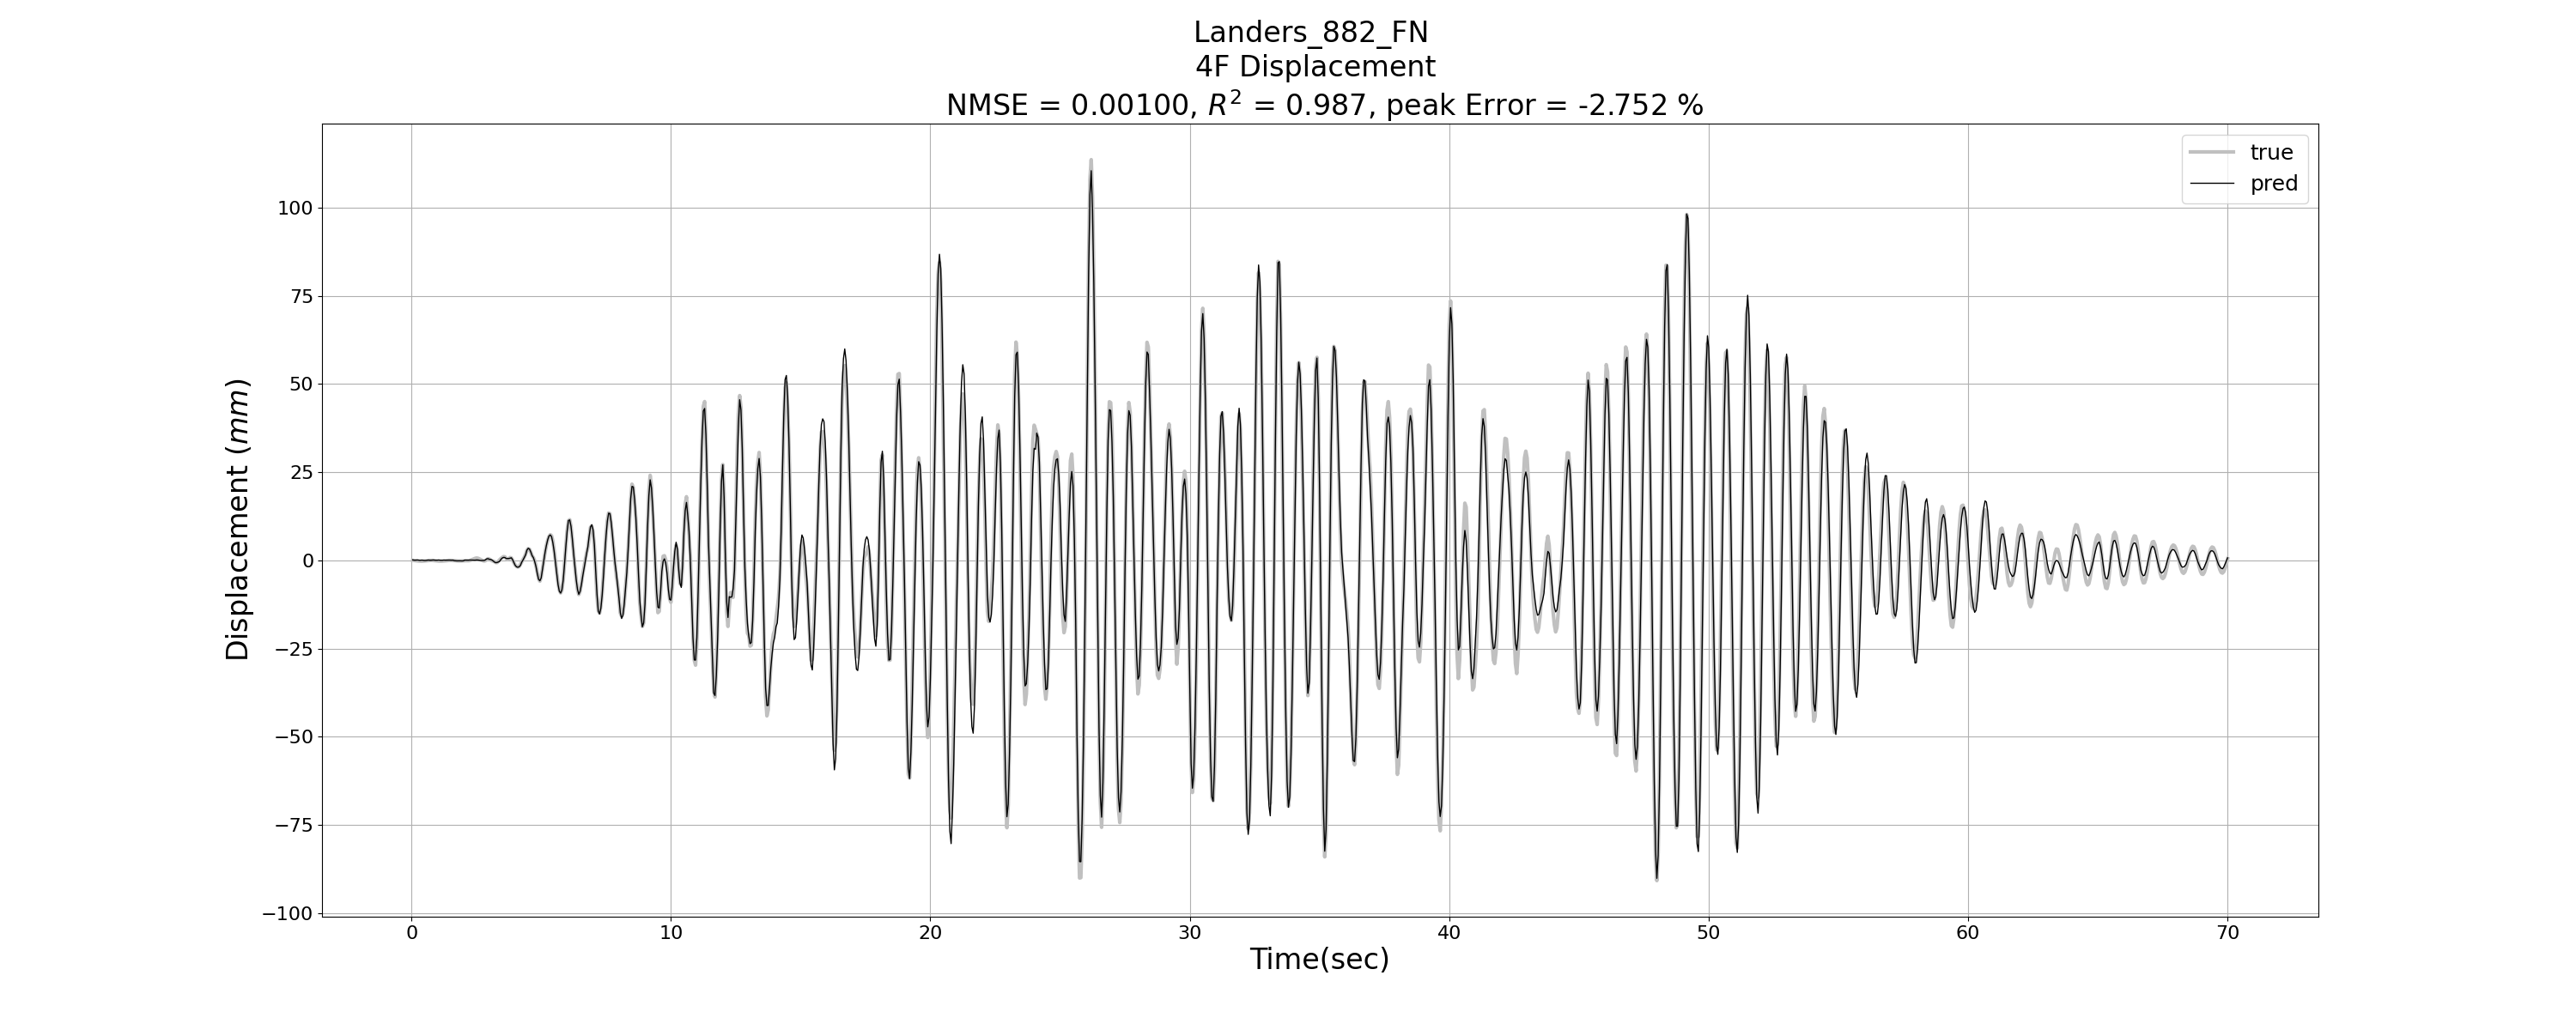 Landers_882_FN
4F Displacement
NMSE = 0.00100, R² = 0.987, peak Error = -2.752 %
true
pred
Displacement (mm)
100
75
50
25
0
−25
−50
−75
−100
0 10 20 30 40 50 60 70
Time(sec)